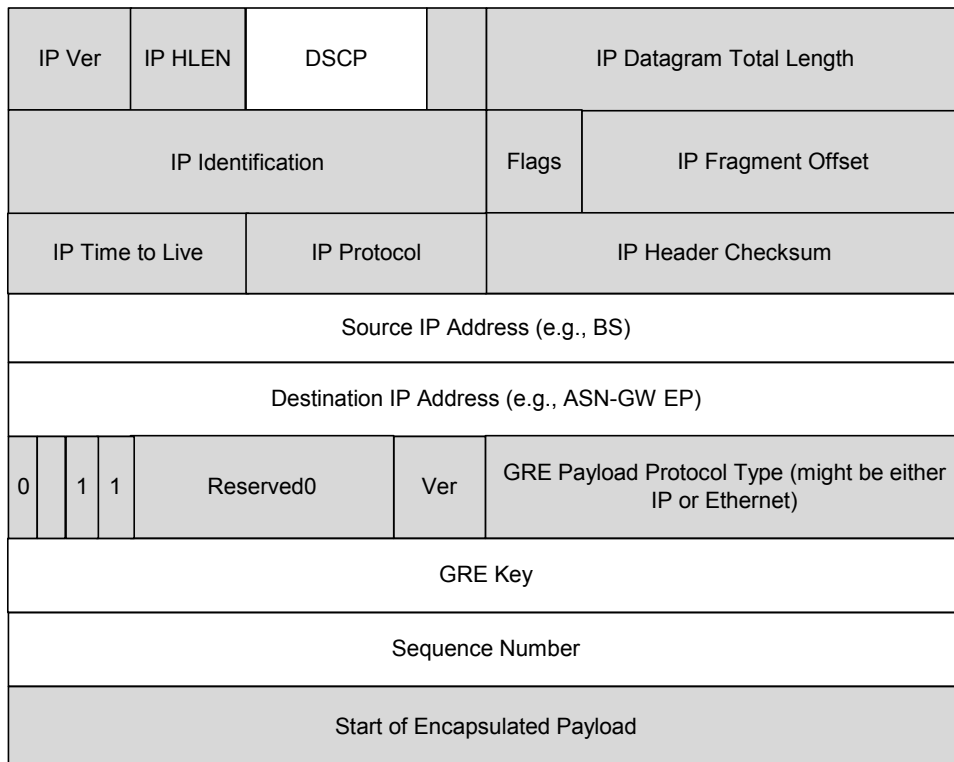 IP Ver
IP HLEN
DSCP
IP Datagram Total Length
IP Identification
Flags
IP Fragment Offset
IP Time to Live
IP Protocol
IP Header Checksum
Source IP Address (e.g., BS)
Destination IP Address (e.g., ASN-GW EP)
0
1
1
Reserved0
Ver
GRE Payload Protocol Type (might be either
IP or Ethernet)
GRE Key
Sequence Number
Start of Encapsulated Payload